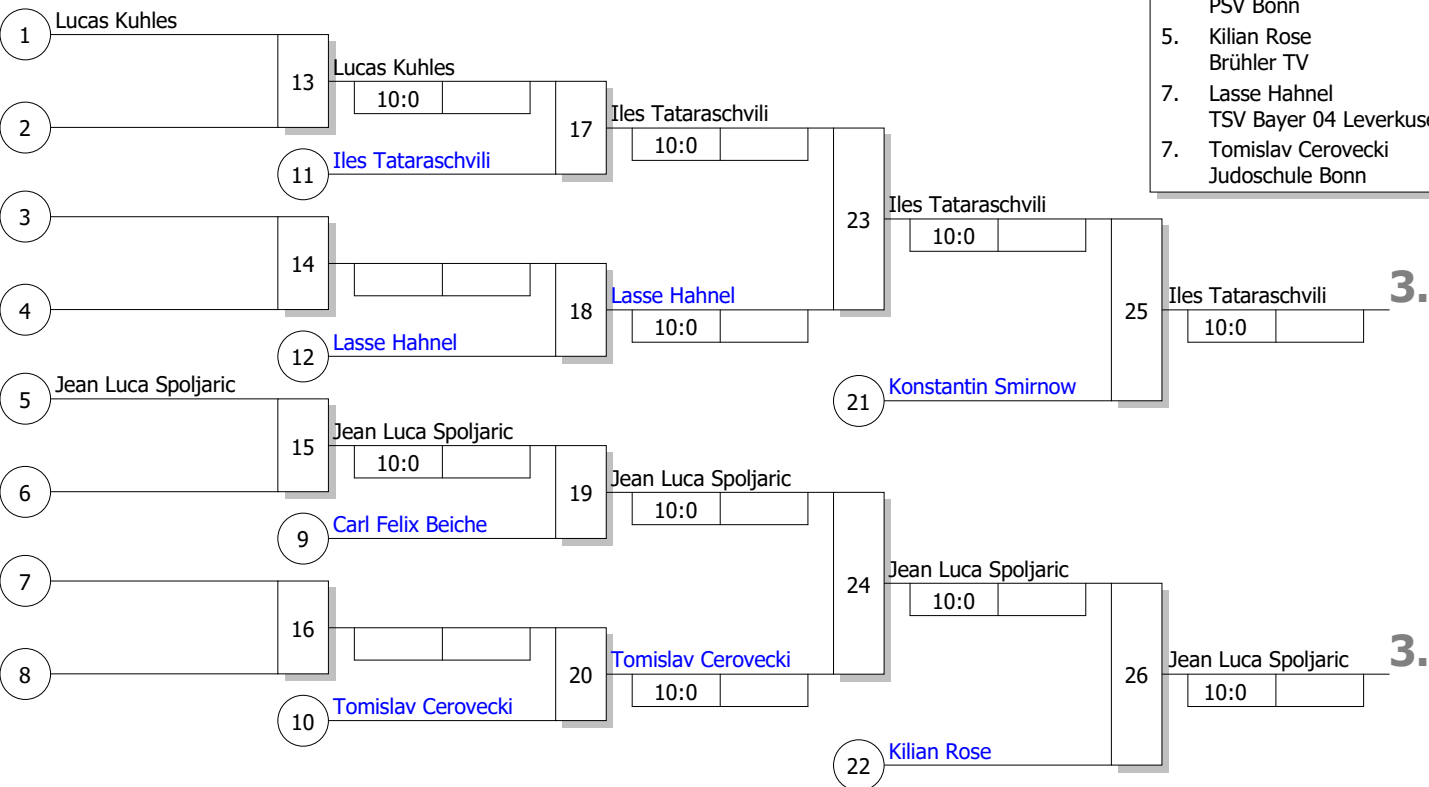 PSV Bonn
5. Kilian Rose
Brühler TV
7. Lasse Hahnel
TSV Bayer 04 Leverkuse
7. Tomislav Cerovecki
Judoschule Bonn
1 Lucas Kuhles
13 Lucas Kuhles
10:0
2
17 Iles Tataraschvili
10:0
11 Iles Tataraschvili
3
23 Iles Tataraschvili
10:0
14
4
18 Lasse Hahnel
10:0
12 Lasse Hahnel
25 Iles Tataraschvili 3.
10:0
5 Jean Luca Spoljaric
21 Konstantin Smirnow
15 Jean Luca Spoljaric
10:0
6
19 Jean Luca Spoljaric
10:0
9 Carl Felix Beiche
7
24 Jean Luca Spoljaric
10:0
16
8
20 Tomislav Cerovecki
10:0
10 Tomislav Cerovecki
26 Jean Luca Spoljaric 3.
10:0
22 Kilian Rose